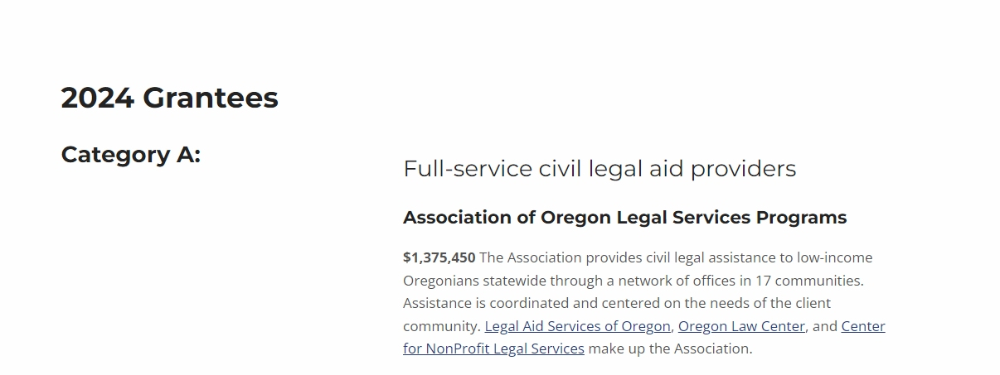 2024 Grantees
Category A:
Full-service civil legal aid providers
Association of Oregon Legal Services Programs
$1,375,450 The Association provides civil legal assistance to low-income
Oregonians statewide through a network of offices in 17 communities.
Assistance is coordinated and centered on the needs of the client
community. Legal Aid Services of Oregon, Oregon Law Center, and Center
for NonProfit Legal Services make up the Association.